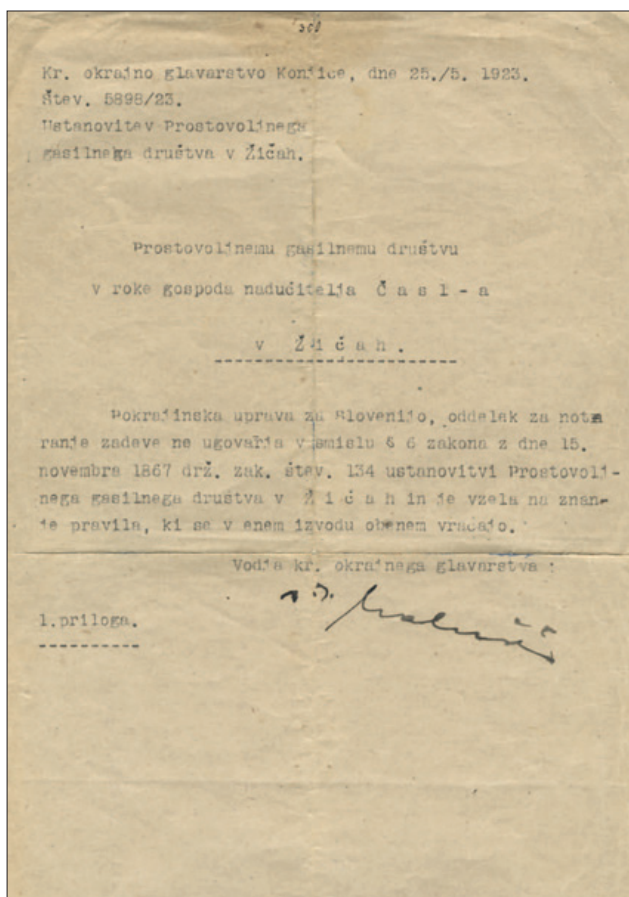 Kr. okrajno glavarstvo Konjice, dne 25./5. 1923.
Štev. 5898/23.
Ustanovitev Prostovoljnega
gasilnega društva v Žičah.
Prostovoljnemu gasilnemu društvu
v roke gospoda nadučitelja Č a s l - a
v Ž i č a h .
Pokrajinska uprava za Slovenijo, oddelek za notra
ranje zadeve ne ugovarja v smislu § 6 zakona z dne 15.
novembra 1867 drž. zak. štev. 134 ustanovitvi Prostovolj-
nega gasilnega društva v Ž i č a h in je vzela na znan-
je pravila, ki se v enem izvodu obenem vračajo.
Vodja kr. okrajnega glavarstva :
1.priloga.